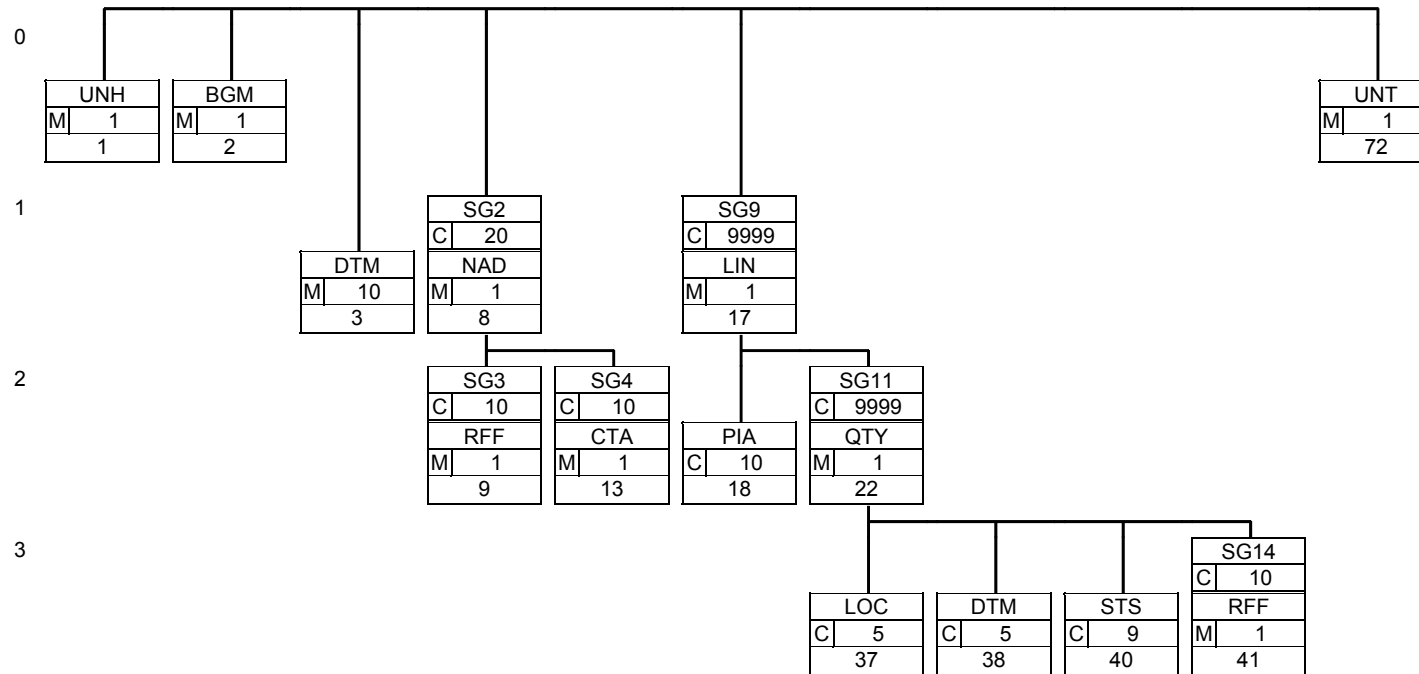 0
UNH
M 1
1
BGM
M 1
2
UNT
M 1
72
1
DTM
M 10
3
SG2
C 20
NAD
M 1
8
SG9
C 9999
LIN
M 1
17
2
SG3
C 10
RFF
M 1
9
SG4
C 10
CTA
M 1
13
PIA
C 10
18
SG11
C 9999
QTY
M 1
22
3
LOC
C 5
37
DTM
C 5
38
STS
C 9
40
SG14
C 10
RFF
M 1
41